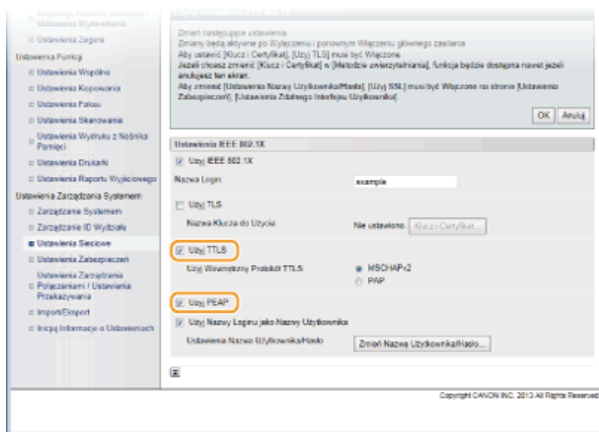 Ustawienia Wyświetlania
Ustawienia Zegara
Ustawienia Funkcji
Ustawienia Wspólne
Ustawienia Kopiowania
Ustawienia Faksu
Ustawienia Skanowania
Ustawienia Wydruku z Nośnika
Pamięci
Ustawienia Drukarki
Ustawienia Raportu Wyjściowego
Ustawienia Zarządzania Systemem
Zarządzanie Systemem
Zarządzanie ID Wydziału
Ustawienia Sieciowe
Ustawienia Zabezpieczeń
Ustawienia Zarządzania
Połączeniami / Ustawienia
Przekazywania
Import/Eksport
Inicjuj Informacje o Ustawieniach
Zmień następujące ustawienia.
Zmiany będą aktywne po Wyłączeniu i ponownym Włączeniu głównego zasilania.
Aby ustawić [Klucz i Certyfikat], [Użyj TLS] musi być Włączone.
Jeżeli chcesz zmienić [Klucz i Certyfikat] w [Metodzie uwierzytelniania], funkcja będzie dostępna nawet jeżeli
anulujesz ten ekran.
Aby zmienić [Ustawienia Nazwy Użytkownika/Hasła], [Użyj SSL] musi być Włączone na stronie [Ustawienia
Zabezpieczeń], [Ustawienia Zdalnego Interfejsu Użytkownika].
OK Anuluj
Ustawienia IEEE 802.1X
Użyj IEEE 802.1X
Nazwa Login: example
Użyj TLS
Nazwa Klucza do Użycia: Nie ustawiono. Klucz i Certyfikat...
Użyj TTLS
Użyj Wewnętrzny Protokół TTLS: MSCHAPv2
PAP
Użyj PEAP
Użyj Nazwy Loginu jako Nazwy Użytkownika
Ustawienia Nazwa Użytkownika/Hasło: Zmień Nazwę Użytkownika/Hasło...
Copyright CANON INC. 2013 All Rights Reserved